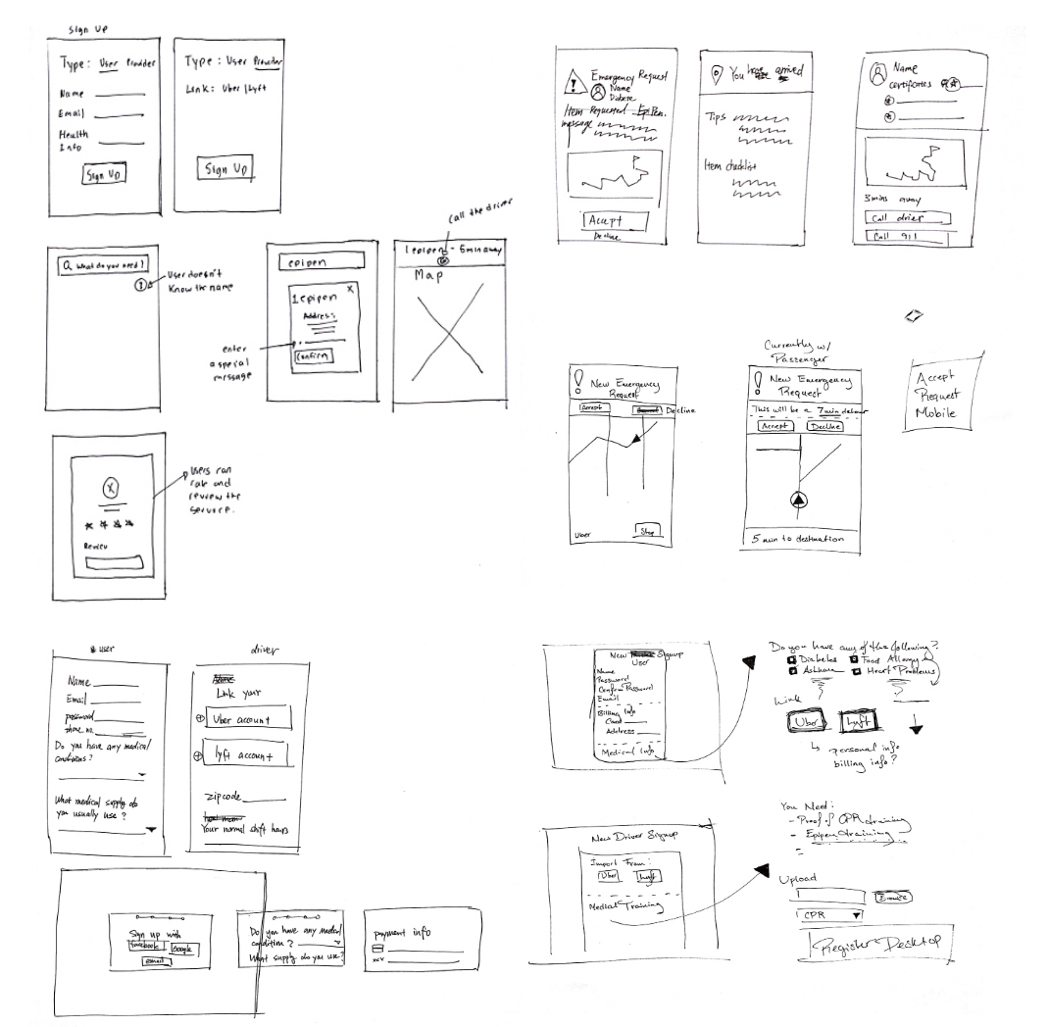 Sign Up
Type: User Provider
Name
Email
Health
Info
Sign Up
Type: User Provider
Link: Uber | Lyft
Sign Up
Q What do you need?
User doesn't
know the name
epipen
1 epipen X
Address
enter
a special
message
Confirm
Call the driver
1 epipen - 5 min away
Map
X
Review
Users can
rate and
review the
service.
Emergency Request
Name
Item Requested EpiPen.
message
Accept
Decline
You have arrived
Tips
Item checklist
Name
certificates
3 mins away
Call driver
Call 911
New Emergency
Request
Accept
Decline
Uber
Stop
Currently w/
Passenger
New Emergency
Request
This will be a 7 min detour
Accept Decline
5 min to destination
Accept
Request
Mobile
user
Name
Email
password
phone no.
Do you have any medical
conditions?
What medical supply do
you usually use?
driver
Link your
Uber account
lyft account
zipcode
Your normal shift hours
Sign up with
facebook Google
email
Do you have any medical
condition?
What supply do you use?
payment info
New Signup
User
Name
Password
Confirm Password
Email
Billing Info
Card
Address
Medical Info
Do you have any of the following?
Diabetes Food Allergy
Asthma Heart Problems
Link
Uber Lyft
personal info
billing info?
New Driver Signup
Import From:
Uber Lyft
Medical Training
You Need:
- Proof of CPR training
- Epipen training
-
Upload
Browse
CPR
Register Desktop